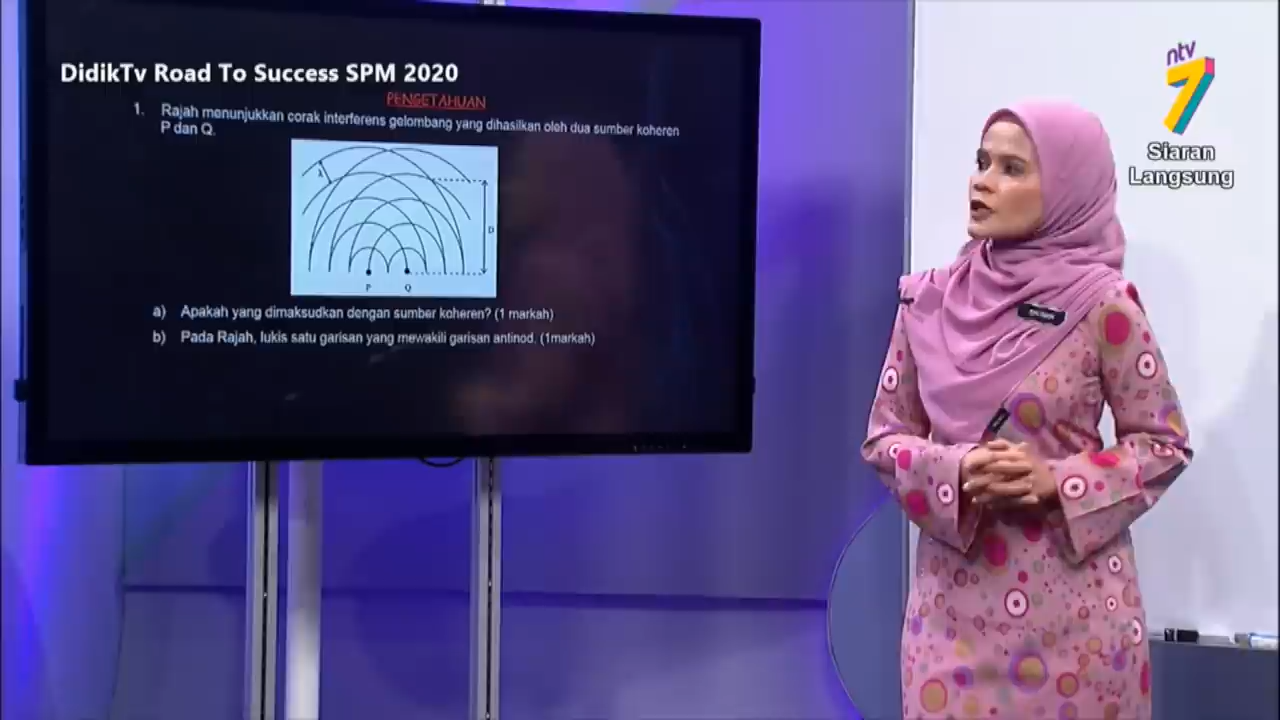 DidikTv Road To Success SPM 2020
PENGETAHUAN
1. Rajah menunjukkan corak interferens gelombang yang dihasilkan oleh dua sumber koheren
P dan Q.
λ
D
P Q
a) Apakah yang dimaksudkan dengan sumber koheren? (1 markah)
b) Pada Rajah, lukis satu garisan yang mewakili garisan antinod. (1markah)
ntv
7
Siaran
Langsung